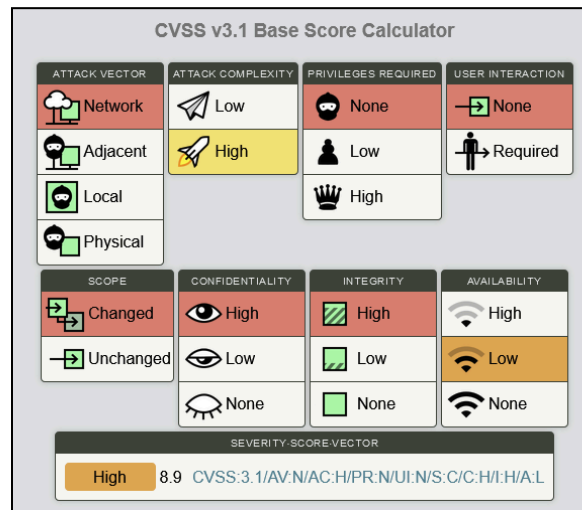 CVSS v3.1 Base Score Calculator
ATTACK VECTOR
Network
Adjacent
Local
Physical
ATTACK COMPLEXITY
Low
High
PRIVILEGES REQUIRED
None
Low
High
USER INTERACTION
None
Required
SCOPE
Changed
Unchanged
CONFIDENTIALITY
High
Low
None
INTEGRITY
High
Low
None
AVAILABILITY
High
Low
None
SEVERITY·SCORE·VECTOR
High 8.9 CVSS:3.1/AV:N/AC:H/PR:N/UI:N/S:C/C:H/I:H/A:L